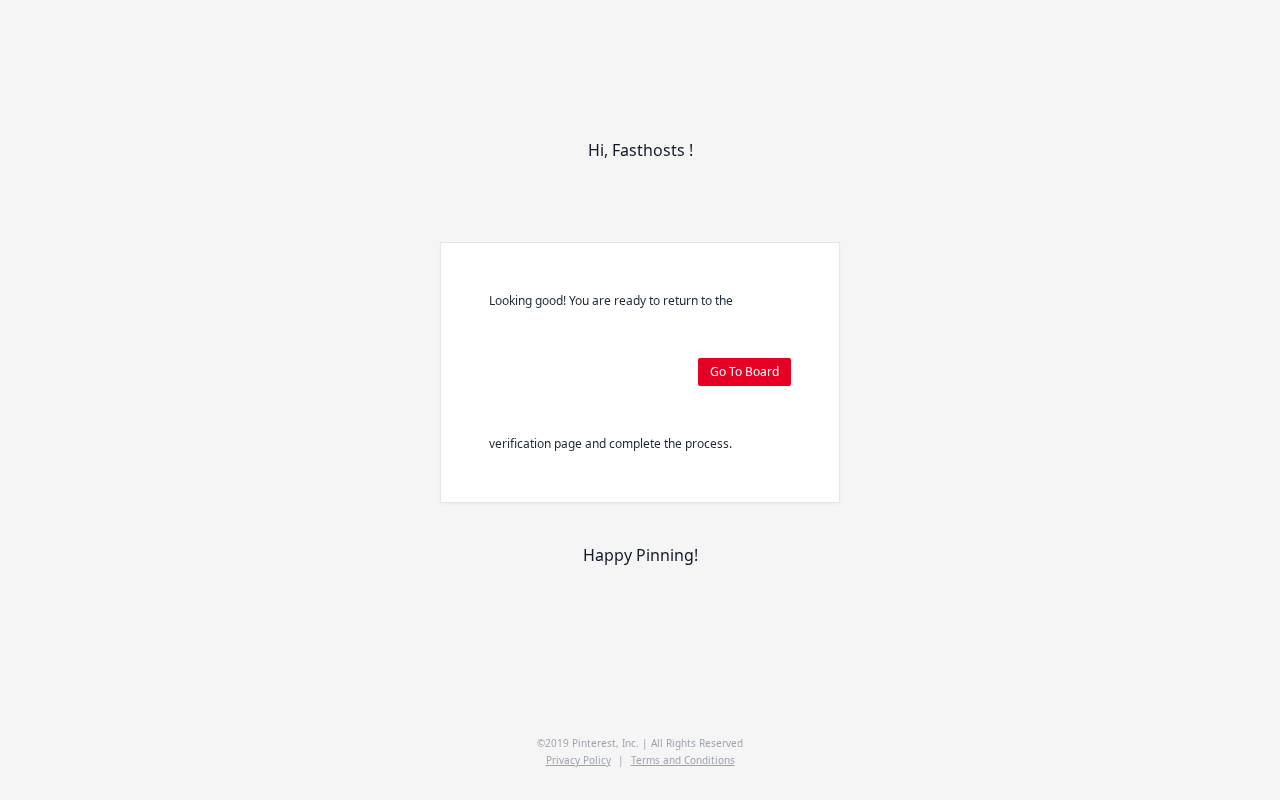 Hi, Fasthosts !
Looking good! You are ready to return to the
Go To Board
verification page and complete the process.
Happy Pinning!
©2019 Pinterest, Inc. | All Rights Reserved
Privacy Policy | Terms and Conditions